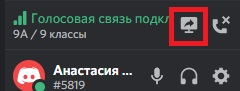 Голосовая связь подкл
9А / 9 классы
Анастасия ...
#5819